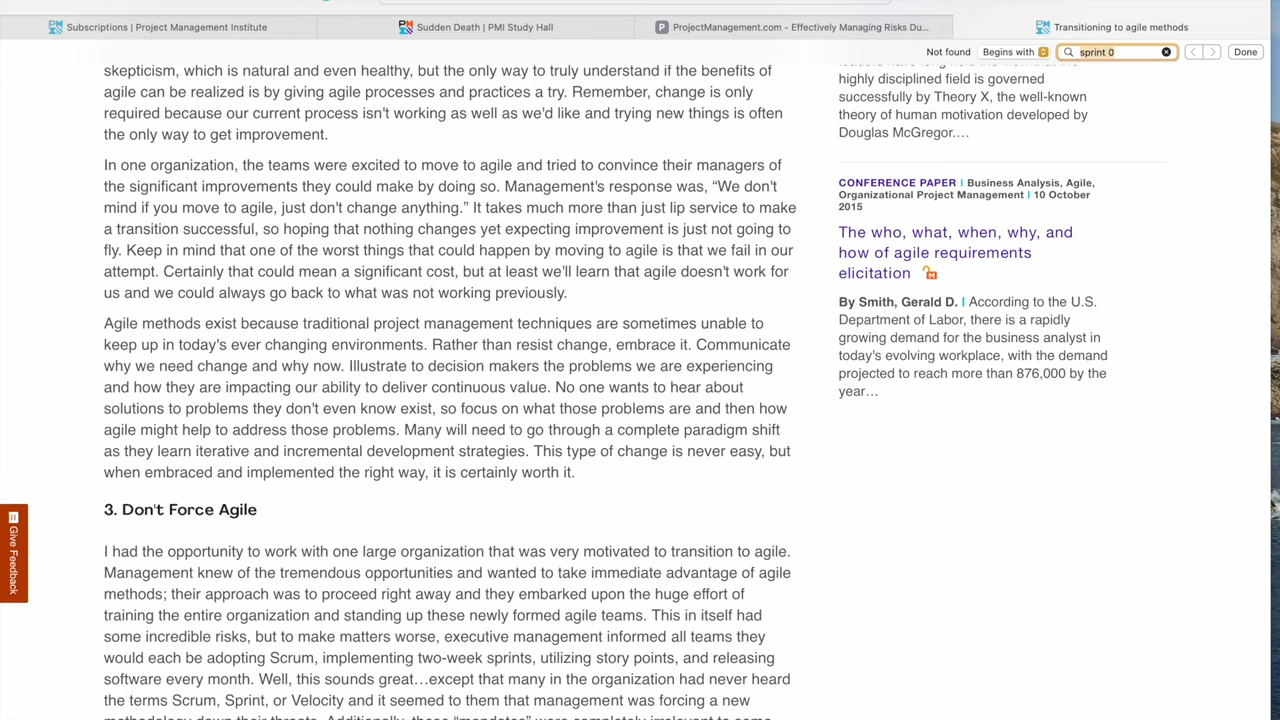 Subscriptions | Project Management Institute
Sudden Death | PMI Study Hall
P
ProjectManagement.com - Effectively Managing Risks Du...
Transitioning to agile methods
Not found
Begins with
sprint 0
Done
skepticism, which is natural and even healthy, but the only way to truly understand if the benefits of
agile can be realized is by giving agile processes and practices a try. Remember, change is only
required because our current process isn't working as well as we'd like and trying new things is often
the only way to get improvement.
In one organization, the teams were excited to move to agile and tried to convince their managers of
the significant improvements they could make by doing so. Management's response was, “We don't
mind if you move to agile, just don't change anything.” It takes much more than just lip service to make
a transition successful, so hoping that nothing changes yet expecting improvement is just not going to
fly. Keep in mind that one of the worst things that could happen by moving to agile is that we fail in our
attempt. Certainly that could mean a significant cost, but at least we'll learn that agile doesn't work for
us and we could always go back to what was not working previously.
Agile methods exist because traditional project management techniques are sometimes unable to
keep up in today's ever changing environments. Rather than resist change, embrace it. Communicate
why we need change and why now. Illustrate to decision makers the problems we are experiencing
and how they are impacting our ability to deliver continuous value. No one wants to hear about
solutions to problems they don't even know exist, so focus on what those problems are and then how
agile might help to address those problems. Many will need to go through a complete paradigm shift
as they learn iterative and incremental development strategies. This type of change is never easy, but
when embraced and implemented the right way, it is certainly worth it.
3. Don't Force Agile
I had the opportunity to work with one large organization that was very motivated to transition to agile.
Management knew of the tremendous opportunities and wanted to take immediate advantage of agile
methods; their approach was to proceed right away and they embarked upon the huge effort of
training the entire organization and standing up these newly formed agile teams. This in itself had
some incredible risks, but to make matters worse, executive management informed all teams they
would each be adopting Scrum, implementing two-week sprints, utilizing story points, and releasing
software every month. Well, this sounds great…except that many in the organization had never heard
the terms Scrum, Sprint, or Velocity and it seemed to them that management was forcing a new
methodology down their throats. Additionally, these “mandates” were completely irrelevant to some
highly disciplined field is governed
successfully by Theory X, the well-known
theory of human motivation developed by
Douglas McGregor.…
CONFERENCE PAPER | Business Analysis, Agile,
Organizational Project Management | 10 October
2015
The who, what, when, why, and
how of agile requirements
elicitation
By Smith, Gerald D. | According to the U.S.
Department of Labor, there is a rapidly
growing demand for the business analyst in
today's evolving workplace, with the demand
projected to reach more than 876,000 by the
year…
Give Feedback